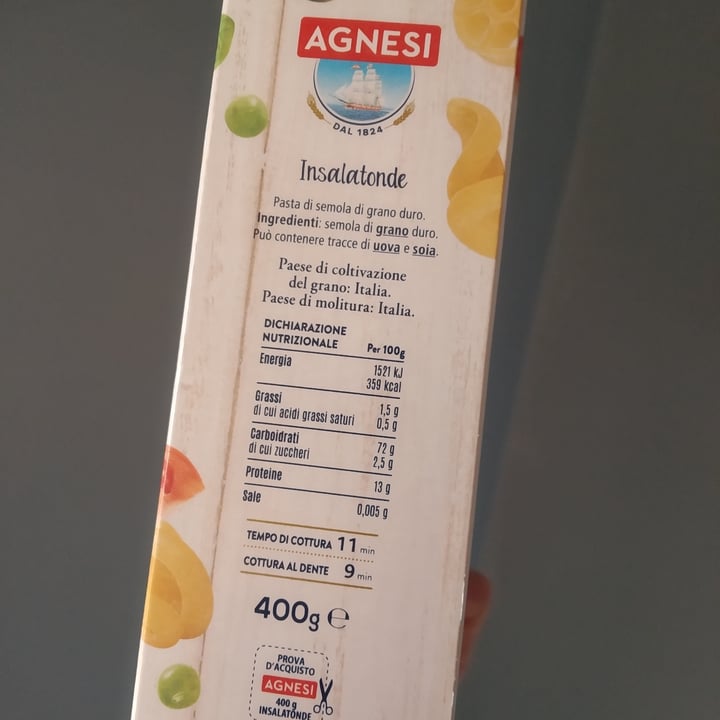 AGNESI
DAL 1824
Insalatonde
Pasta di semola di grano duro.
Ingredienti: semola di grano duro.
Può contenere tracce di uova e soia.
Paese di coltivazione
del grano: Italia.
Paese di molitura: Italia.
DICHIARAZIONE
NUTRIZIONALE Per 100g
Energia 1521 kJ
359 kcal
Grassi 1,5 g
di cui acidi grassi saturi 0,5 g
Carboidrati 72 g
di cui zuccheri 2,5 g
Proteine 13 g
Sale 0,005 g
TEMPO DI COTTURA 11 min
COTTURA AL DENTE 9 min
400g ℮
PROVA
D'ACQUISTO
AGNESI
400 g
INSALATONDE